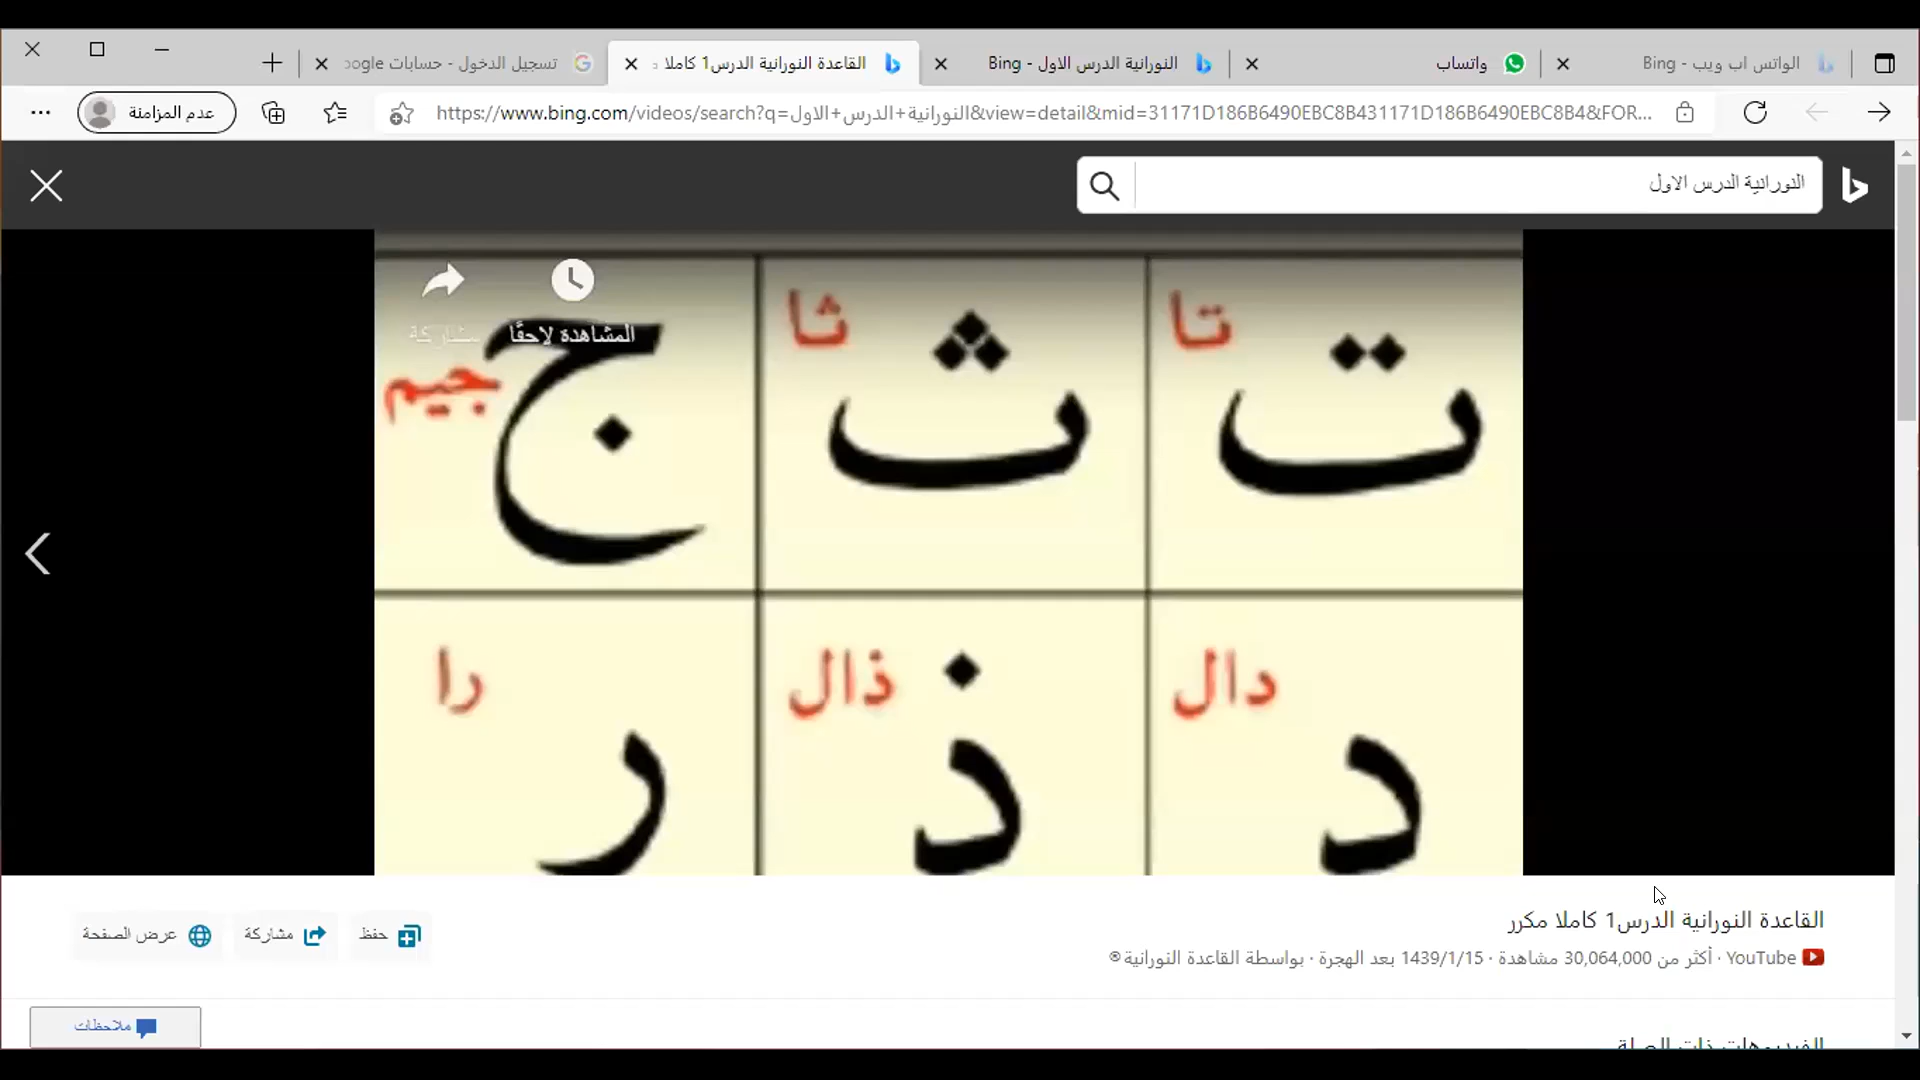 الواتس اب ويب - Bing
واتساب
النورانية الدرس الاول - Bing
القاعدة النورانية الدرس1 كاملا
تسجيل الدخول - حسابات oogle
https://www.bing.com/videos/search?q=النورانية+الدرس+الاول&view=detail&mid=31171D186B6490EBC8B431171D186B6490EBC8B4&FOR...
عدم المزامنة
النورانية الدرس الاول
المشاهدة لاحقًا
مشاركة
تا ت
ثا ث
ج جيم
دال د
ذال ذ
را ر
القاعدة النورانية الدرس1 كاملا مكرر
YouTube · أكثر من 30,064,000 مشاهدة · 1439/1/15 بعد الهجرة · بواسطة القاعدة النورانية®
حفظ
مشاركة
عرض الصفحة
ملاحظات